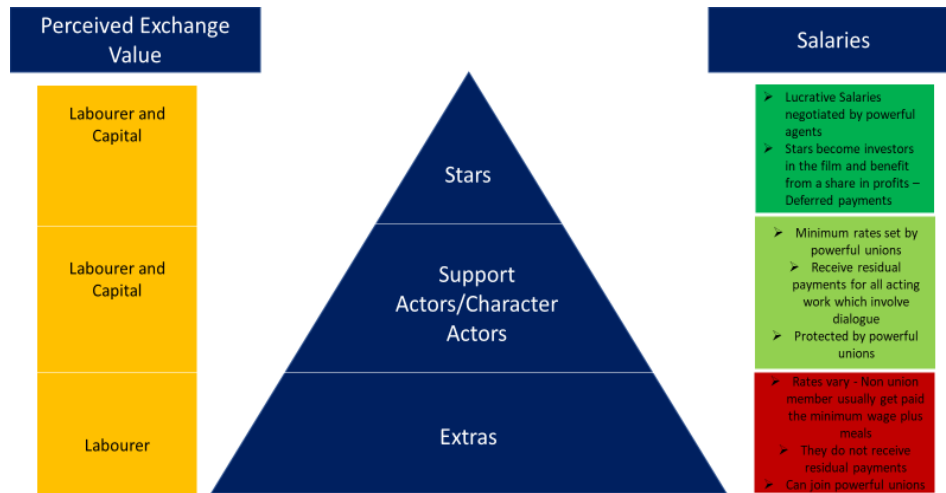 Perceived Exchange
Value
Salaries
Labourer and
Capital
Stars
➤ Lucrative Salaries
negotiated by powerful
agents
➤ Stars become investors
in the film and benefit
from a share in profits –
Deferred payments
Labourer and
Capital
Support
Actors/Character
Actors
➤ Minimum rates set by
powerful unions
➤ Receive residual
payments for all acting
work which involve
dialogue
➤ Protected by powerful
unions
Labourer
Extras
➤ Rates vary - Non union
member usually get paid
the minimum wage plus
meals
➤ They do not receive
residual payments
➤ Can join powerful unions